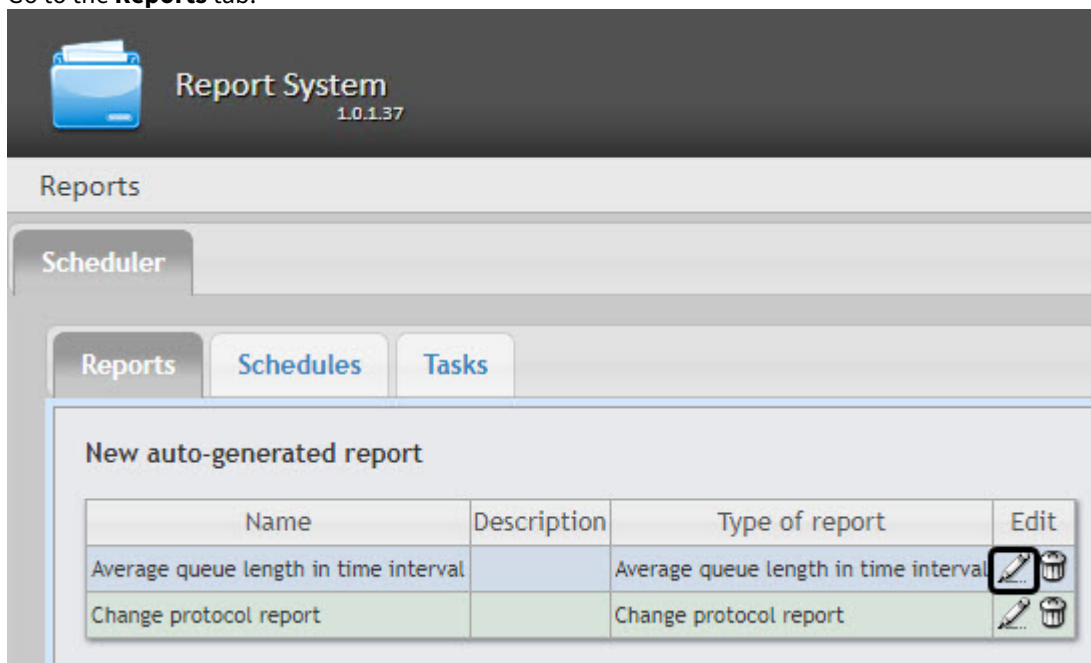 Go to the Reports tab.
Report System
1.0.1.37
Reports
Scheduler
Reports Schedules Tasks
New auto-generated report
Name Description Type of report Edit
Average queue length in time interval Average queue length in time interval
Change protocol report Change protocol report